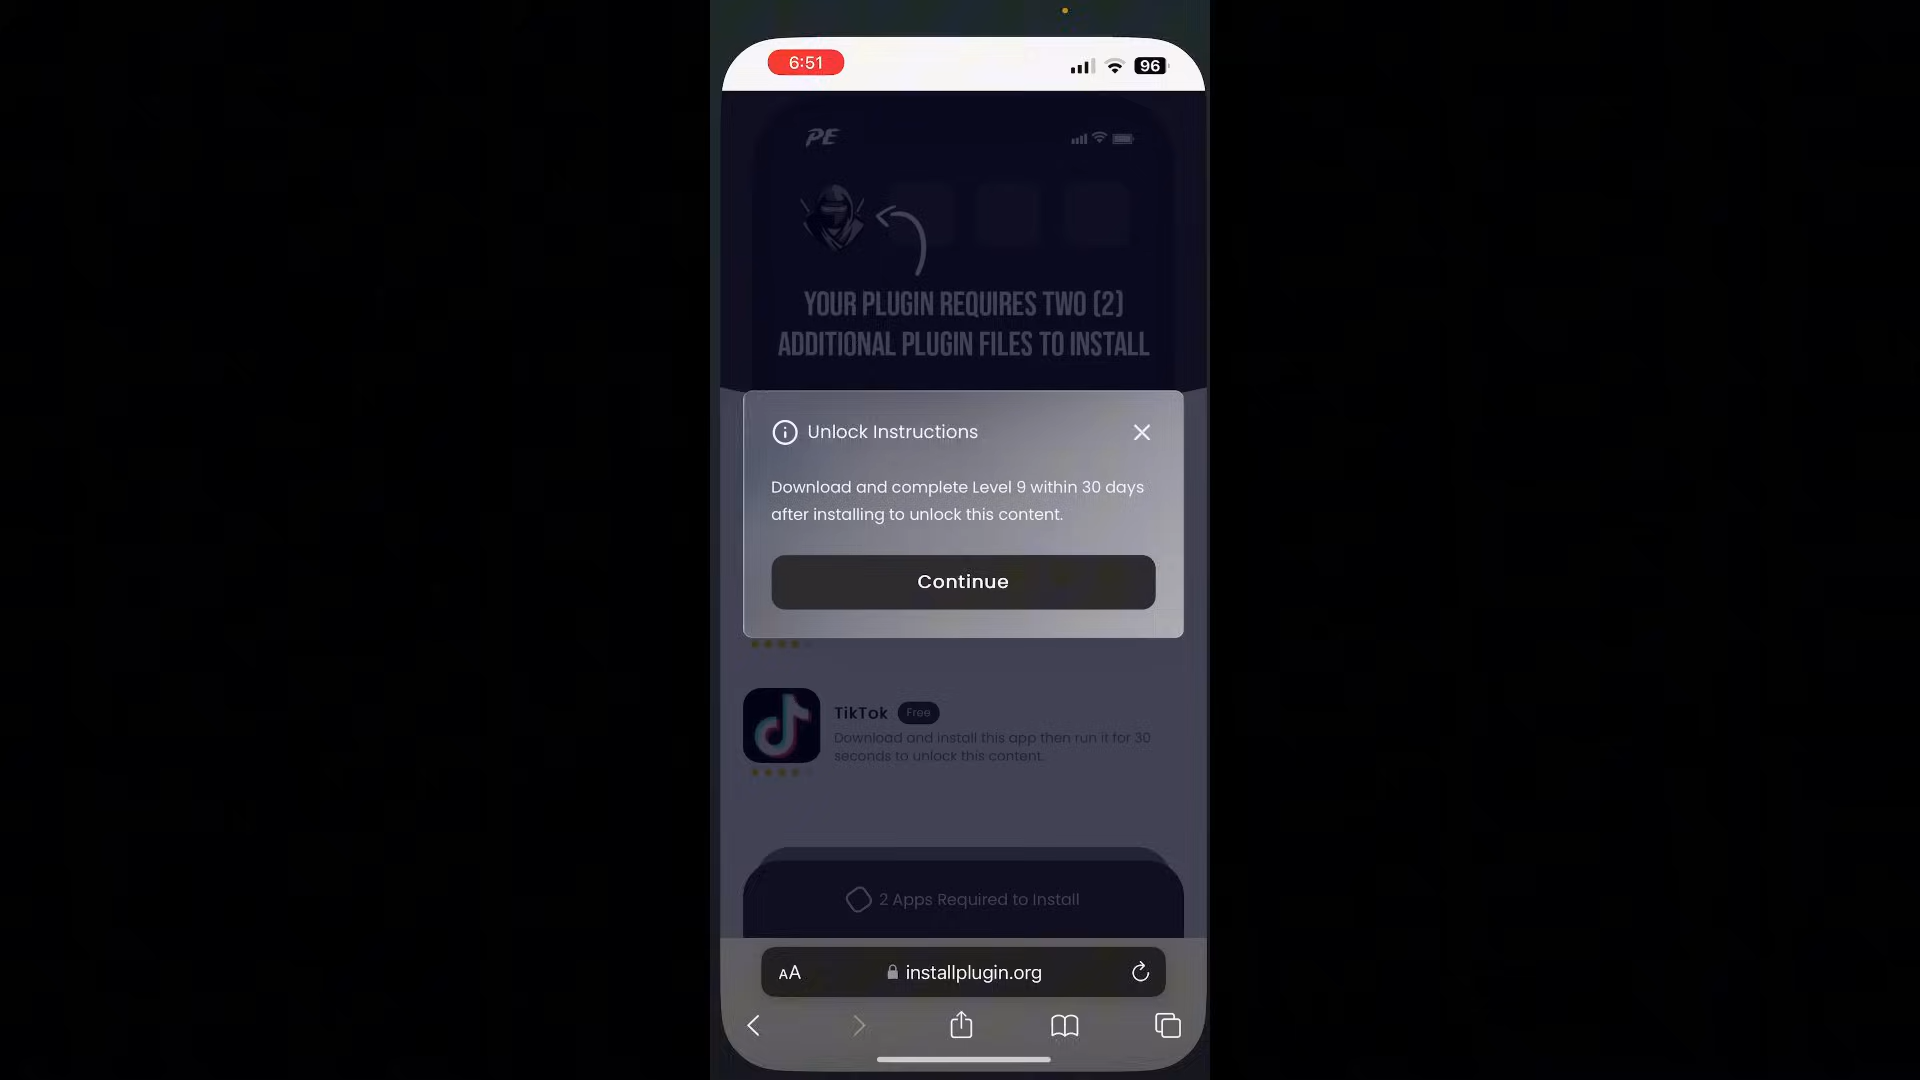 6:51
96
PE
YOUR PLUGIN REQUIRES TWO (2)
ADDITIONAL PLUGIN FILES TO INSTALL
Unlock Instructions
Download and complete Level 9 within 30 days
after installing to unlock this content.
Continue
TikTok Free
Download and install this app then run it for 30
seconds to unlock this content.
2 Apps Required to Install
AA installplugin.org